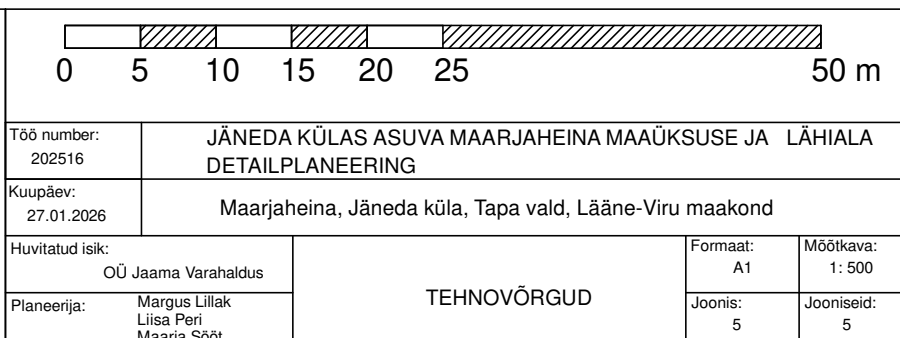 0 5 10 15 20 25 50 m
Töö number:
202516
JÄNEDA KÜLAS ASUVA MAARJAHEINA MAAÜKSUSE JA LÄHIALA
DETAILPLANEERING
Kuupäev:
27.01.2026
Maarjaheina, Jäneda küla, Tapa vald, Lääne-Viru maakond
Huvitatud isik:
OÜ Jaama Varahaldus
TEHNOVÕRGUD
Formaat:
A1
Mõõtkava:
1: 500
Planeerija:
Margus Lillak
Liisa Peri
Maarja Sööt
Joonis:
5
Jooniseid:
5